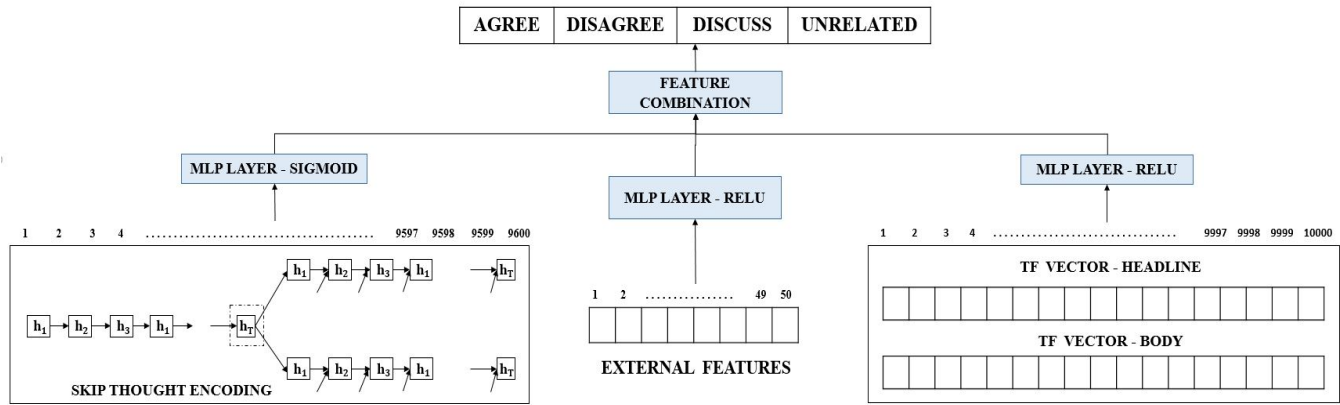 AGREE DISAGREE DISCUSS UNRELATED
FEATURE
COMBINATION
MLP LAYER - SIGMOID
MLP LAYER - RELU
MLP LAYER - RELU
1 2 3 4 ................................ 9597 9598 9599 9600
h₁ h₂ h₃ h₁ h_T
h₁ h₂ h₃ h₁ h_T
h₁ h₂ h₃ h₁ h_T
SKIP THOUGHT ENCODING
1 2 ............... 49 50
EXTERNAL FEATURES
1 2 3 4 ................................ 9997 9998 9999 10000
TF VECTOR - HEADLINE
TF VECTOR - BODY